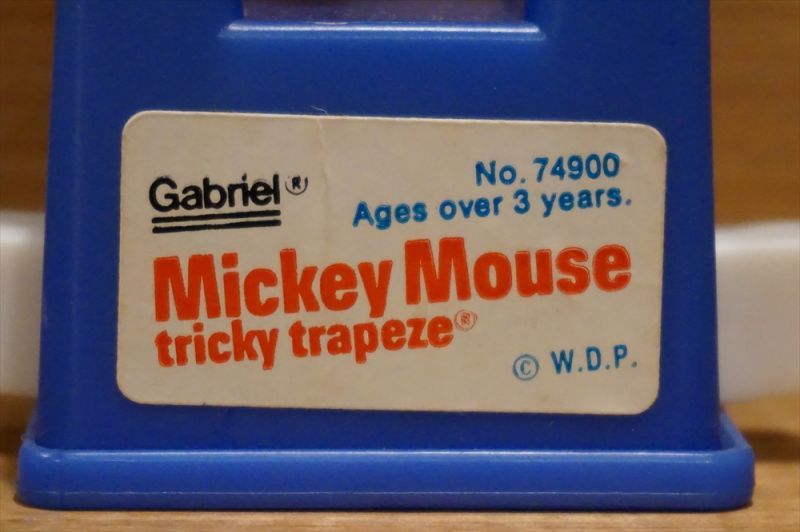 Gabriel®
No. 74900
Ages over 3 years.
Mickey Mouse
tricky trapeze®
© W.D.P.